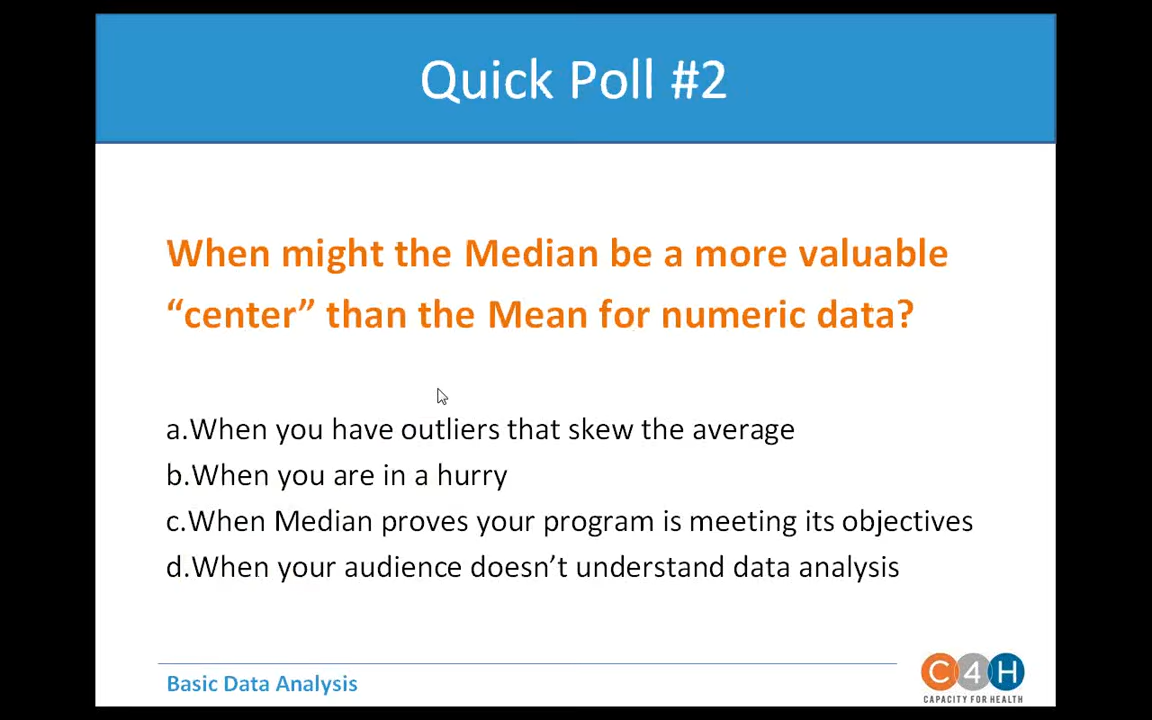 Quick Poll #2
When might the Median be a more valuable
“center” than the Mean for numeric data?
a.When you have outliers that skew the average
b.When you are in a hurry
c.When Median proves your program is meeting its objectives
d.When your audience doesn’t understand data analysis
Basic Data Analysis
C4H
CAPACITY FOR HEALTH